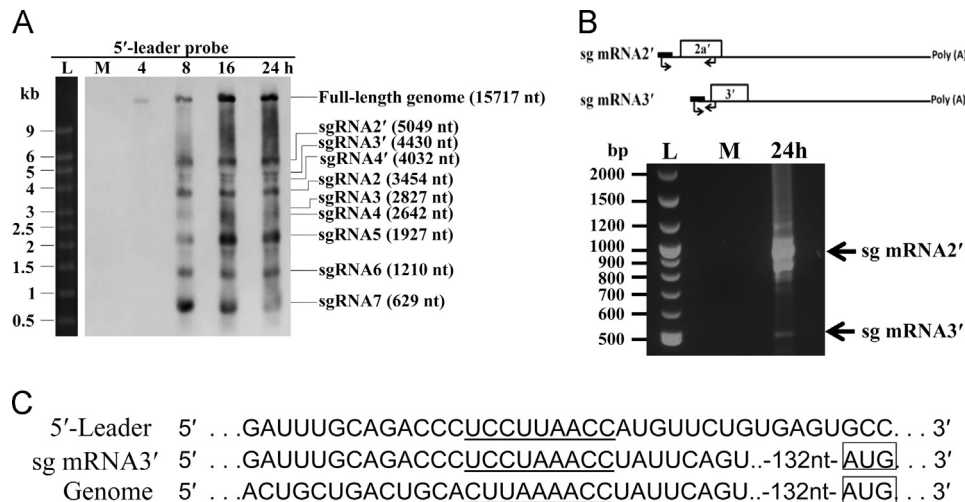 A
5′-leader probe
L M 4 8 16 24 h
kb
9
6
5
4
3
2.5
2
1.5
1
0.5
Full-length genome (15717 nt)
sgRNA2′ (5049 nt)
sgRNA3′ (4430 nt)
sgRNA4′ (4032 nt)
sgRNA2 (3454 nt)
sgRNA3 (2827 nt)
sgRNA4 (2642 nt)
sgRNA5 (1927 nt)
sgRNA6 (1210 nt)
sgRNA7 (629 nt)
B
sg mRNA2′ 2a′ Poly (A)
sg mRNA3′ 3′ Poly (A)
bp L M 24h
2000
1500
1200
1000
900
800
700
600
500
sg mRNA2′
sg mRNA3′
C
5′-Leader 5′ ...GAUUUGCAGACCCUCCUUAACCAUGUUCUGUGAGUGCC... 3′
sg mRNA3′ 5′ ...GAUUUGCAGACCCUCCUAAACCUAUUCAGU..-132nt-AUG... 3′
Genome 5′ ...ACUGCUGACUGCACUUAAAACCUAUUCAGU..-132nt-AUG... 3′